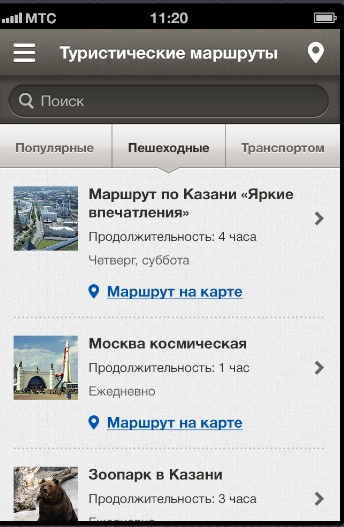 МТС 11:20
Туристические маршруты
Поиск
Популярные Пешеходные Транспортом
Маршрут по Казани «Яркие
впечатления»
Продолжительность: 4 часа
Четверг, суббота
Маршрут на карте
Москва космическая
Продолжительность: 1 час
Ежедневно
Маршрут на карте
Зоопарк в Казани
Продолжительность: 3 часа
Ежедневно